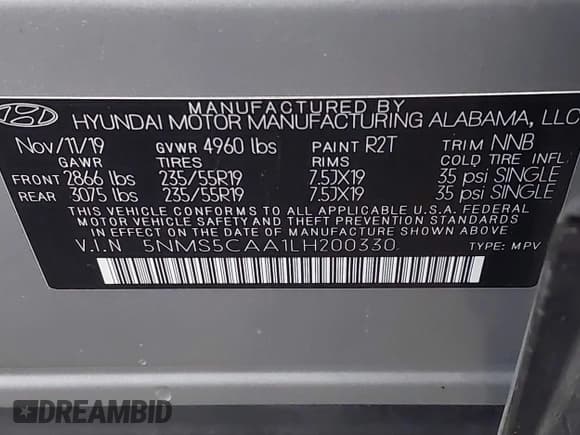 MANUFACTURED BY
HYUNDAI MOTOR MANUFACTURING ALABAMA, LLC
Nov/11/19 GVWR 4960 lbs PAINT R2T TRIM NNB
GAWR TIRES RIMS COLD TIRE INFL.
FRONT 2866 lbs 235/55R19 7.5JX19 35 psi SINGLE
REAR 3075 lbs 235/55R19 7.5JX19 35 psi SINGLE
THIS VEHICLE CONFORMS TO ALL APPLICABLE U.S.A. FEDERAL
MOTOR VEHICLE SAFETY, BUMPER, AND THEFT PREVENTION
STANDARDS IN EFFECT ON THE DATE OF MANUFACTURE SHOWN ABOVE.
V.I.N 5NMS5CAA1LH200330 TYPE: MPV
DREAMBID